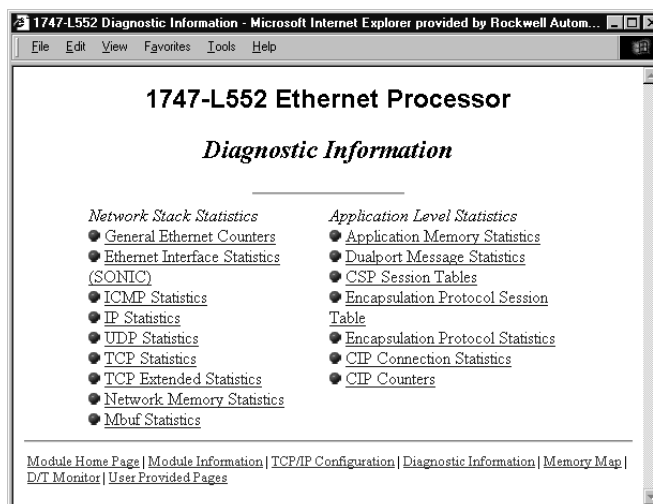 1747-L552 Diagnostic Information - Microsoft Internet Explorer provided by Rockwell Autom...
File Edit View Favorites Tools Help
1747-L552 Ethernet Processor
Diagnostic Information
Network Stack Statistics
General Ethernet Counters
Ethernet Interface Statistics
(SONIC)
ICMP Statistics
IP Statistics
UDP Statistics
TCP Statistics
TCP Extended Statistics
Network Memory Statistics
Mbuf Statistics
Application Level Statistics
Application Memory Statistics
Dualport Message Statistics
CSP Session Tables
Encapsulation Protocol Session
Table
Encapsulation Protocol Statistics
CIP Connection Statistics
CIP Counters
Module Home Page | Module Information | TCP/IP Configuration | Diagnostic Information | Memory Map |
D/T Monitor | User Provided Pages